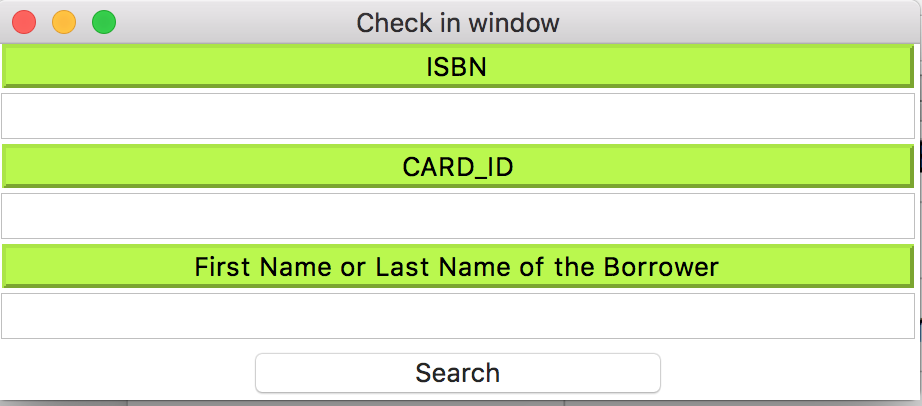 Check in window
ISBN
CARD_ID
First Name or Last Name of the Borrower
Search